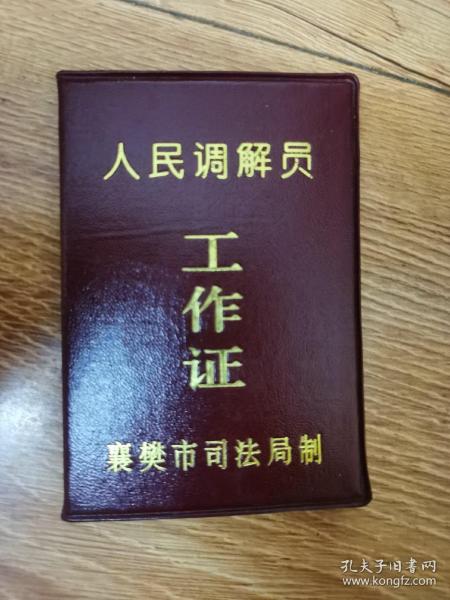 人民调解员
工
作
证
襄樊市司法局制
孔夫子旧书网
www.kongfz.com